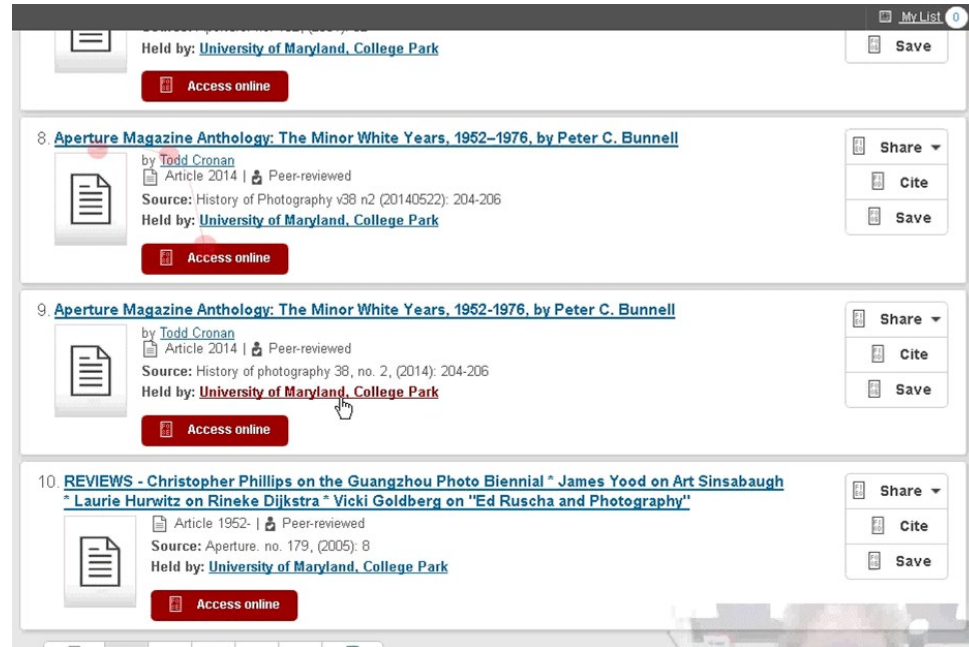 My List 0
Held by: University of Maryland, College Park
Save
Access online
8. Aperture Magazine Anthology: The Minor White Years, 1952–1976, by Peter C. Bunnell
by Todd Cronan
Article 2014 | Peer-reviewed
Source: History of Photography v38 n2 (20140522): 204-206
Held by: University of Maryland, College Park
Access online
Share
Cite
Save
9. Aperture Magazine Anthology: The Minor White Years, 1952-1976, by Peter C. Bunnell
by Todd Cronan
Article 2014 | Peer-reviewed
Source: History of photography 38, no. 2, (2014): 204-206
Held by: University of Maryland, College Park
Access online
Share
Cite
Save
10. REVIEWS - Christopher Phillips on the Guangzhou Photo Biennial * James Yood on Art Sinsabaugh
* Laurie Hurwitz on Rineke Dijkstra * Vicki Goldberg on "Ed Ruscha and Photography"
Article 1952- | Peer-reviewed
Source: Aperture. no. 179, (2005): 8
Held by: University of Maryland, College Park
Access online
Share
Cite
Save